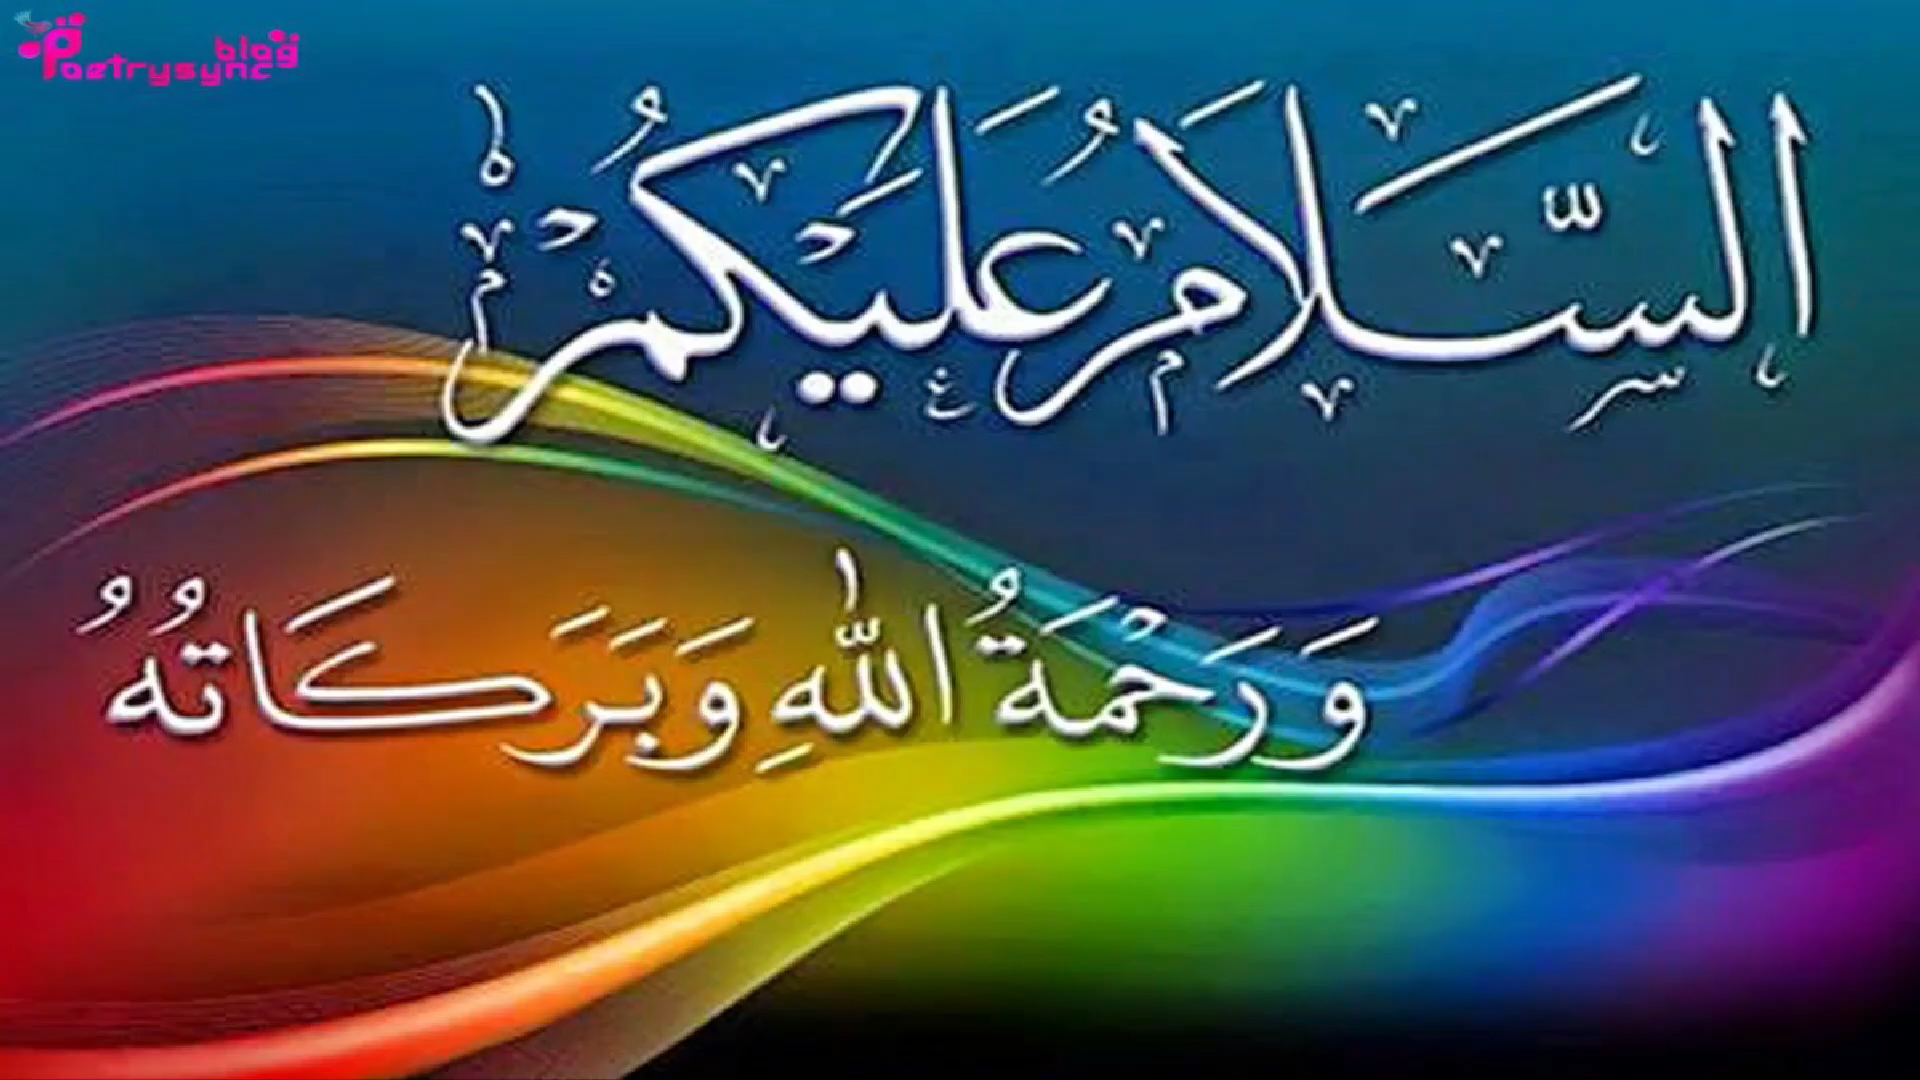 Poetrysync blog
السَّلَامُ عَلَيْكُمْ
وَرَحْمَةُ اللهِ وَبَرَكَاتُهُ